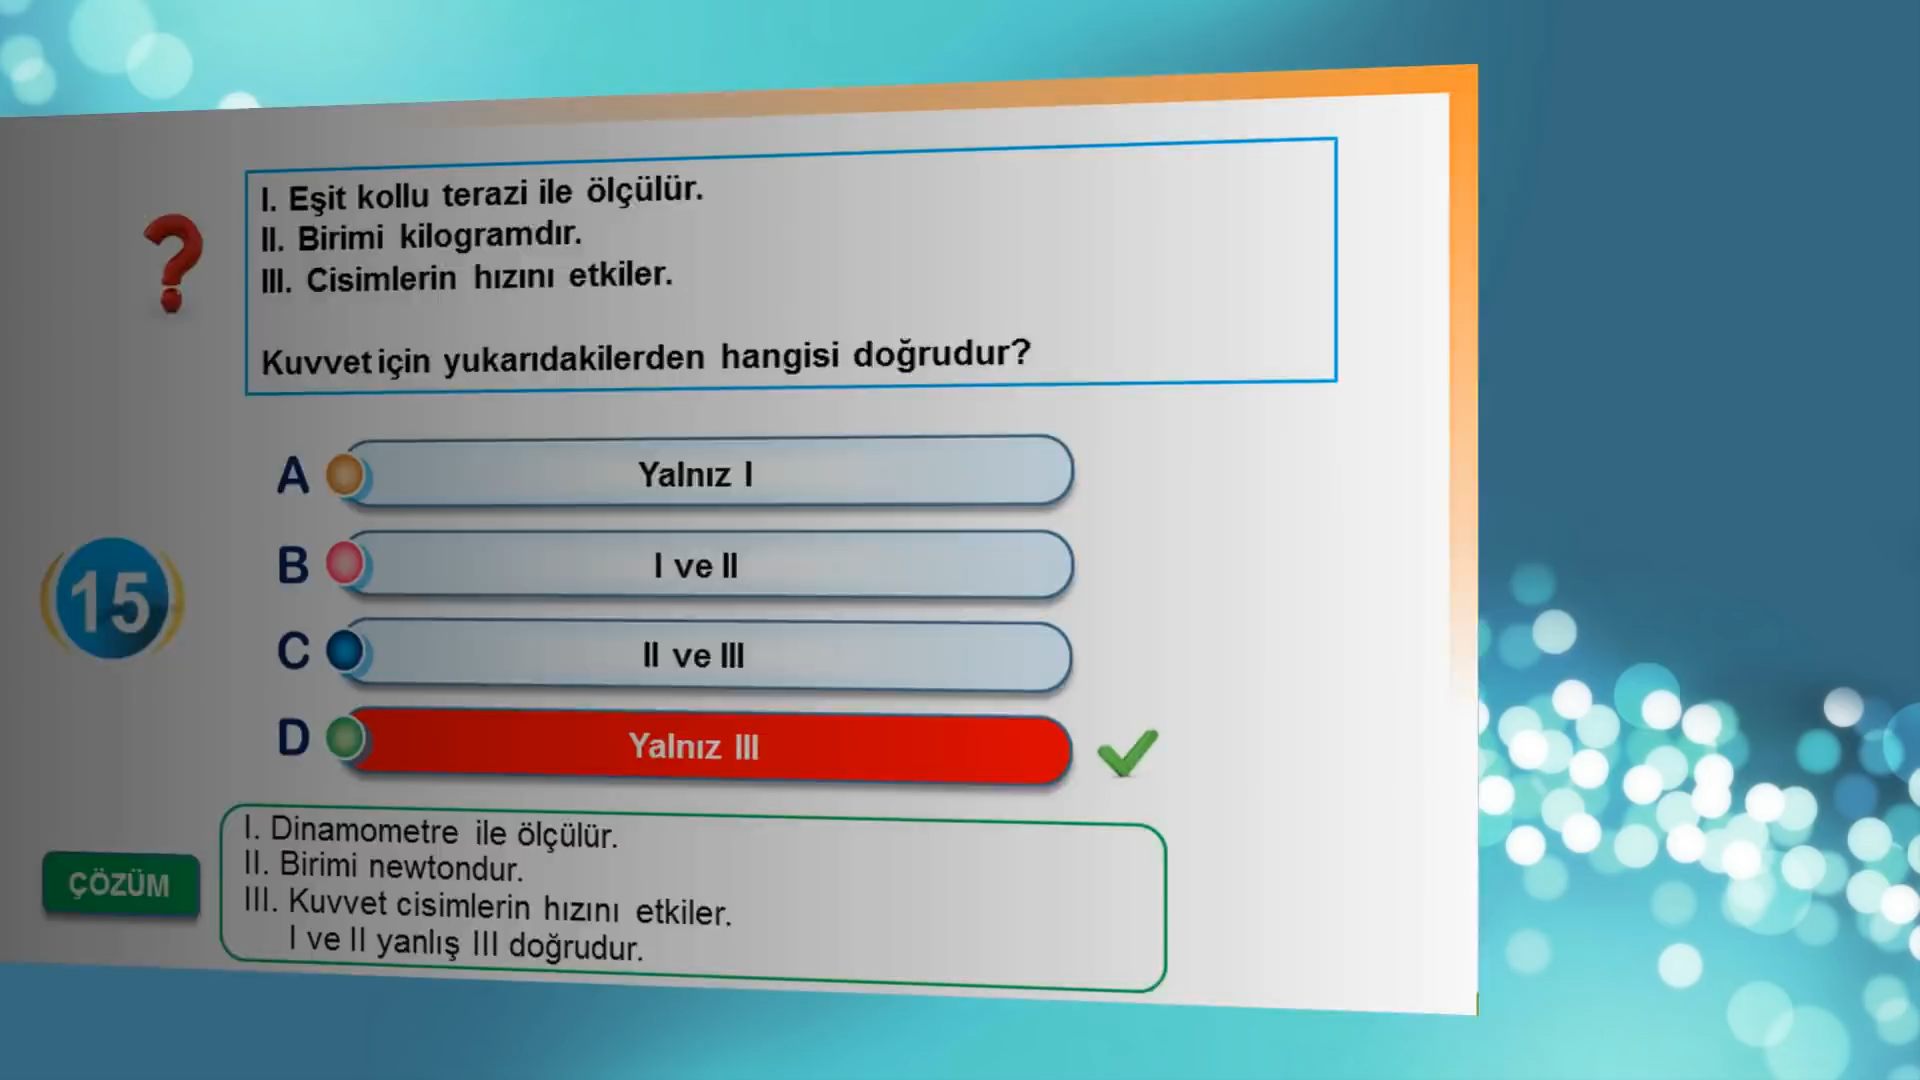 ?
I. Eşit kollu terazi ile ölçülür.
II. Birimi kilogramdır.
III. Cisimlerin hızını etkiler.
Kuvvet için yukarıdakilerden hangisi doğrudur?
A Yalnız I
B I ve II
15
C II ve III
D Yalnız III
ÇÖZÜM
I. Dinamometre ile ölçülür.
II. Birimi newtondur.
III. Kuvvet cisimlerin hızını etkiler.
I ve II yanlış III doğrudur.